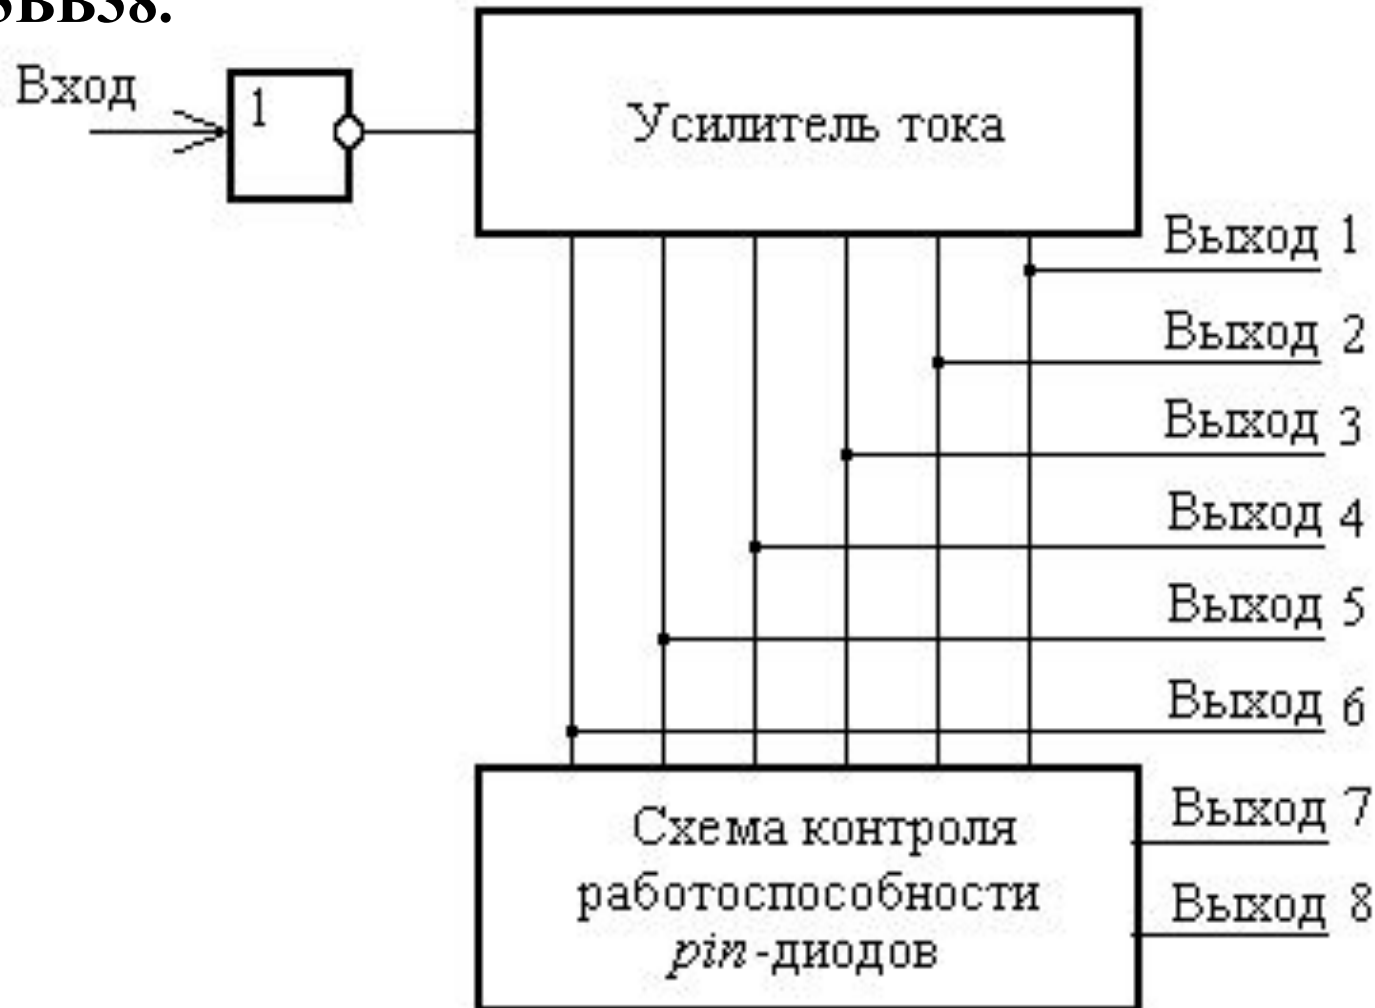 5ВВ38.
Вход
1
Усилитель тока
Выход 1
Выход 2
Выход 3
Выход 4
Выход 5
Выход 6
Схема контроля
работоспособности
pin-диодов
Выход 7
Выход 8